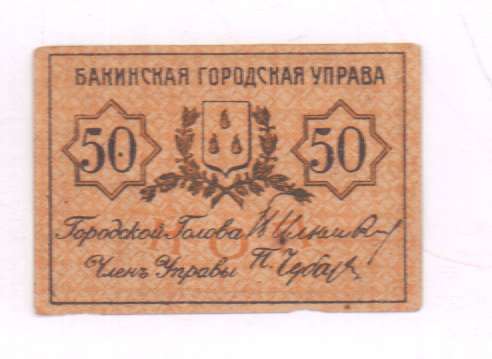 БАКИНСКАЯ ГОРОДСКАЯ УПРАВА
50 50
Городской Голова
Членъ Управы